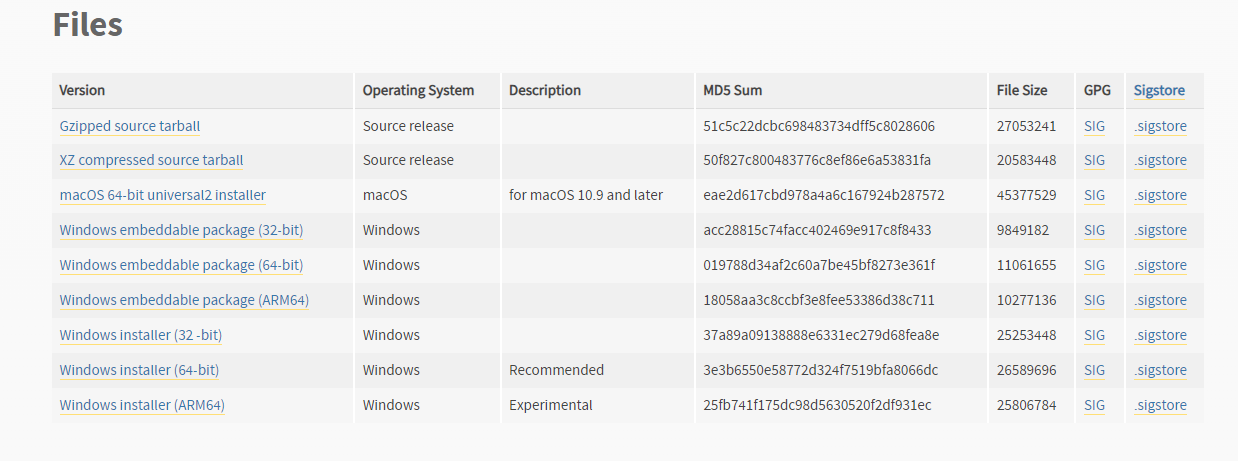 Files
Version Operating System Description MD5 Sum File Size GPG Sigstore
Gzipped source tarball Source release 51c5c22dcbc698483734dff5c8028606 27053241 SIG .sigstore
XZ compressed source tarball Source release 50f827c800483776c8ef86e6a53831fa 20583448 SIG .sigstore
macOS 64-bit universal2 installer macOS for macOS 10.9 and later eae2d617cbd978a4a6c167924b287572 45377529 SIG .sigstore
Windows embeddable package (32-bit) Windows acc28815c74facc402469e917c8f8433 9849182 SIG .sigstore
Windows embeddable package (64-bit) Windows 019788d34af2c60a7be45bf8273e361f 11061655 SIG .sigstore
Windows embeddable package (ARM64) Windows 18058aa3c8ccbf3e8fee53386d38c711 10277136 SIG .sigstore
Windows installer (32 -bit) Windows 37a89a09138888e6331ec279d68fea8e 25253448 SIG .sigstore
Windows installer (64-bit) Windows Recommended 3e3b6550e58772d324f7519bfa8066dc 26589696 SIG .sigstore
Windows installer (ARM64) Windows Experimental 25fb741f175dc98d5630520f2df931ec 25806784 SIG .sigstore